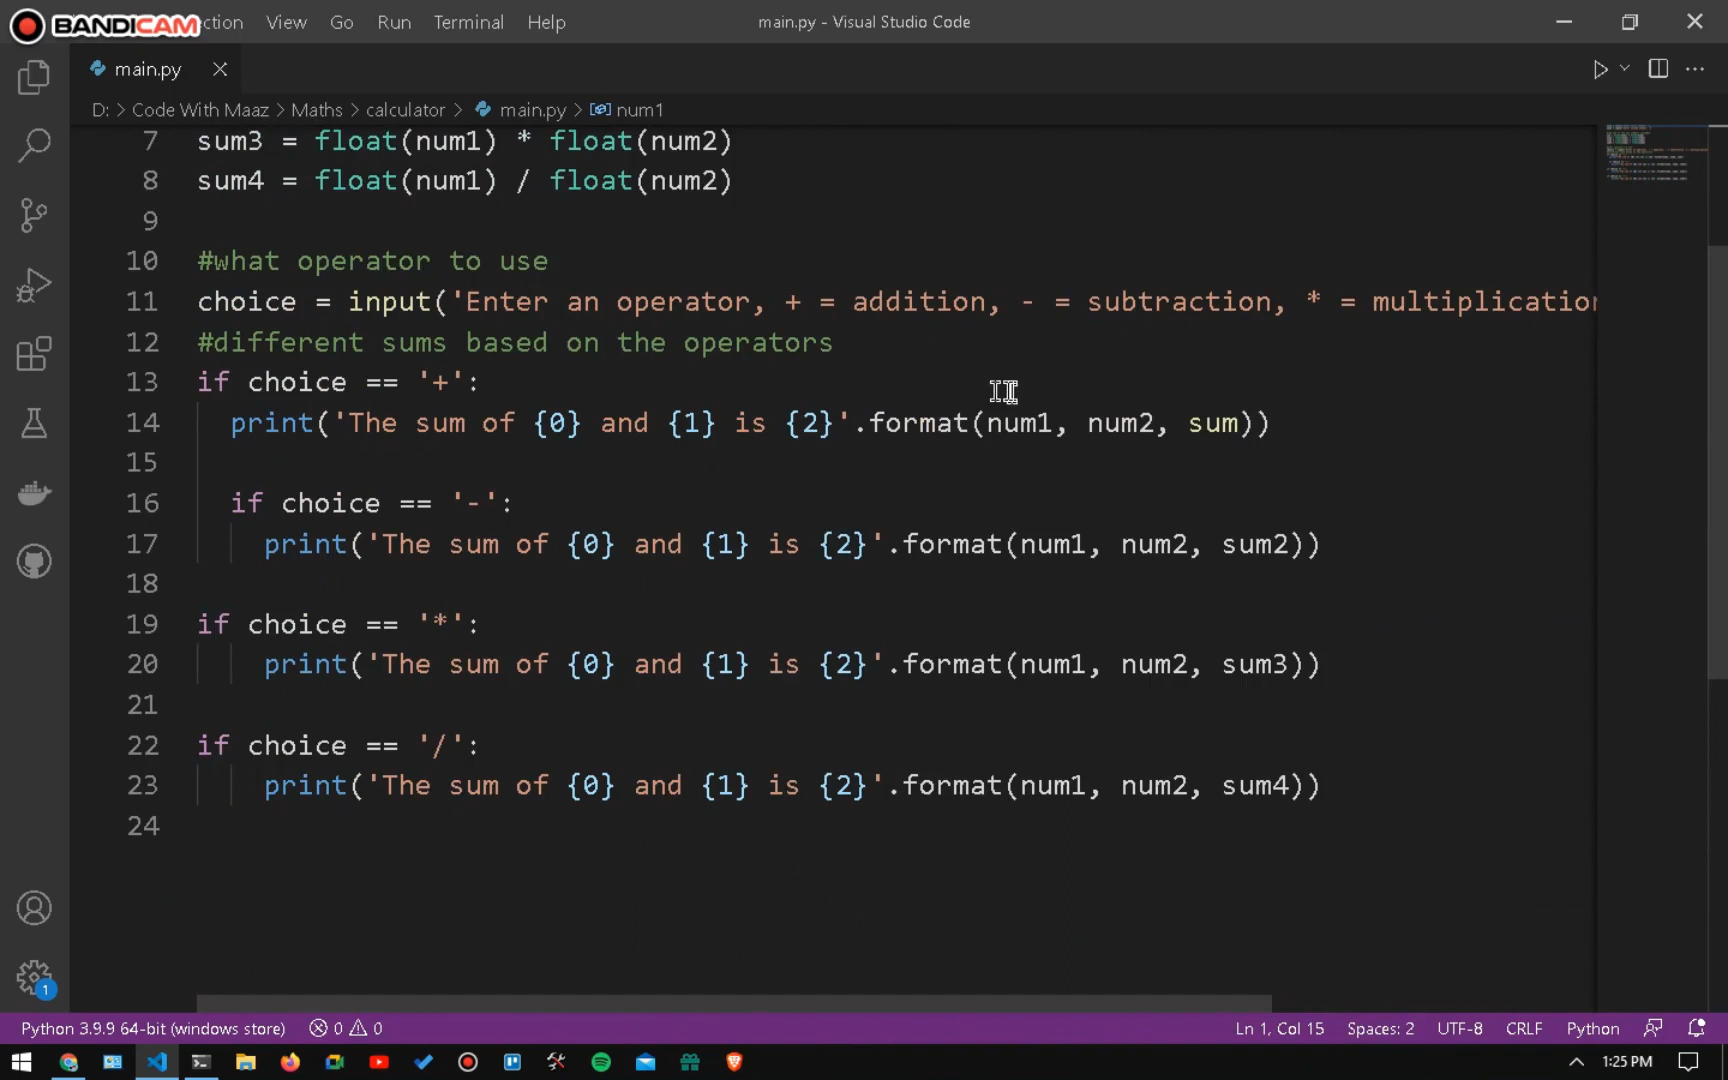 BANDICAM ction View Go Run Terminal Help main.py - Visual Studio Code
main.py
D: > Code With Maaz > Maths > calculator > main.py > num1
7 sum3 = float(num1) * float(num2)
8 sum4 = float(num1) / float(num2)
9
10 #what operator to use
11 choice = input('Enter an operator, + = addition, - = subtraction, * = multiplication
12 #different sums based on the operators
13 if choice == '+':
14 print('The sum of {0} and {1} is {2}'.format(num1, num2, sum))
15
16 if choice == '-':
17 print('The sum of {0} and {1} is {2}'.format(num1, num2, sum2))
18
19 if choice == '*':
20 print('The sum of {0} and {1} is {2}'.format(num1, num2, sum3))
21
22 if choice == '/':
23 print('The sum of {0} and {1} is {2}'.format(num1, num2, sum4))
24
1
Python 3.9.9 64-bit (windows store) 0 0 Ln 1, Col 15 Spaces: 2 UTF-8 CRLF Python
1:25 PM